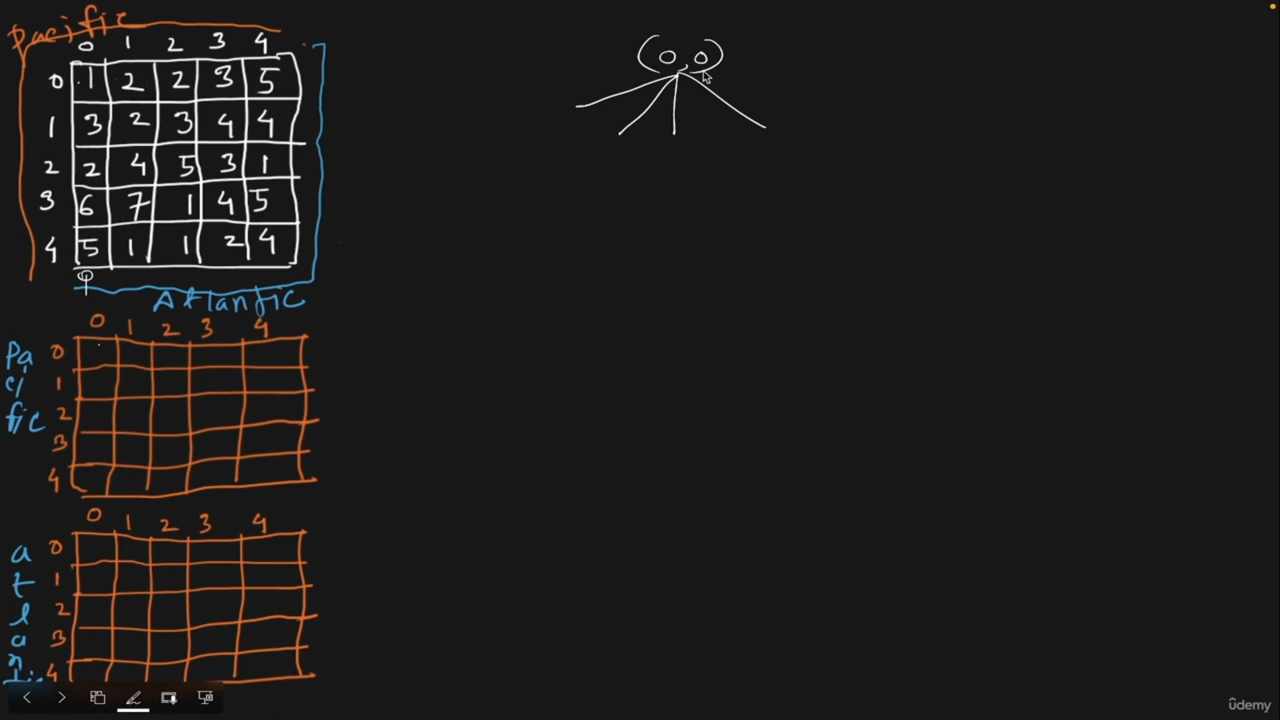 Pacific
0 1 2 3 4
0 1 2 2 3 5
1 3 2 3 4 4
2 2 4 5 3 1
3 6 7 1 4 5
4 5 1 1 2 4
Atlantic
0 1 2 3 4
Pa 0
ci 1
fic 2
3
4
0 1 2 3 4
a 0
t 1
l 2
a 3
n 4
(0,0)
ûdemy